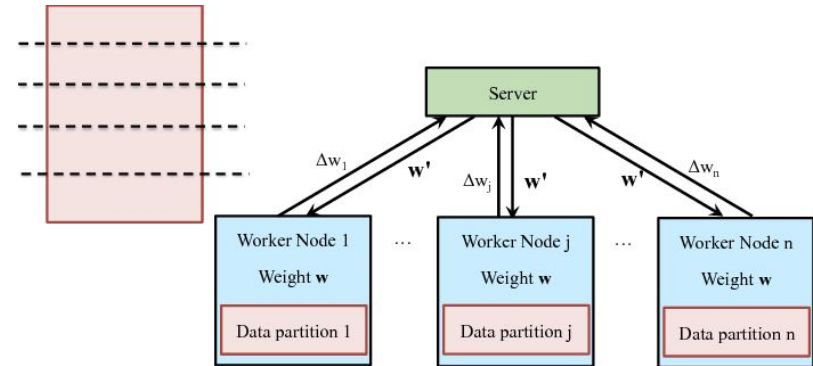 Server
Δw1
w'
Δwj
w'
w'
Δwn
Worker Node 1
Weight w
Data partition 1
...
Worker Node j
Weight w
Data partition j
...
Worker Node n
Weight w
Data partition n